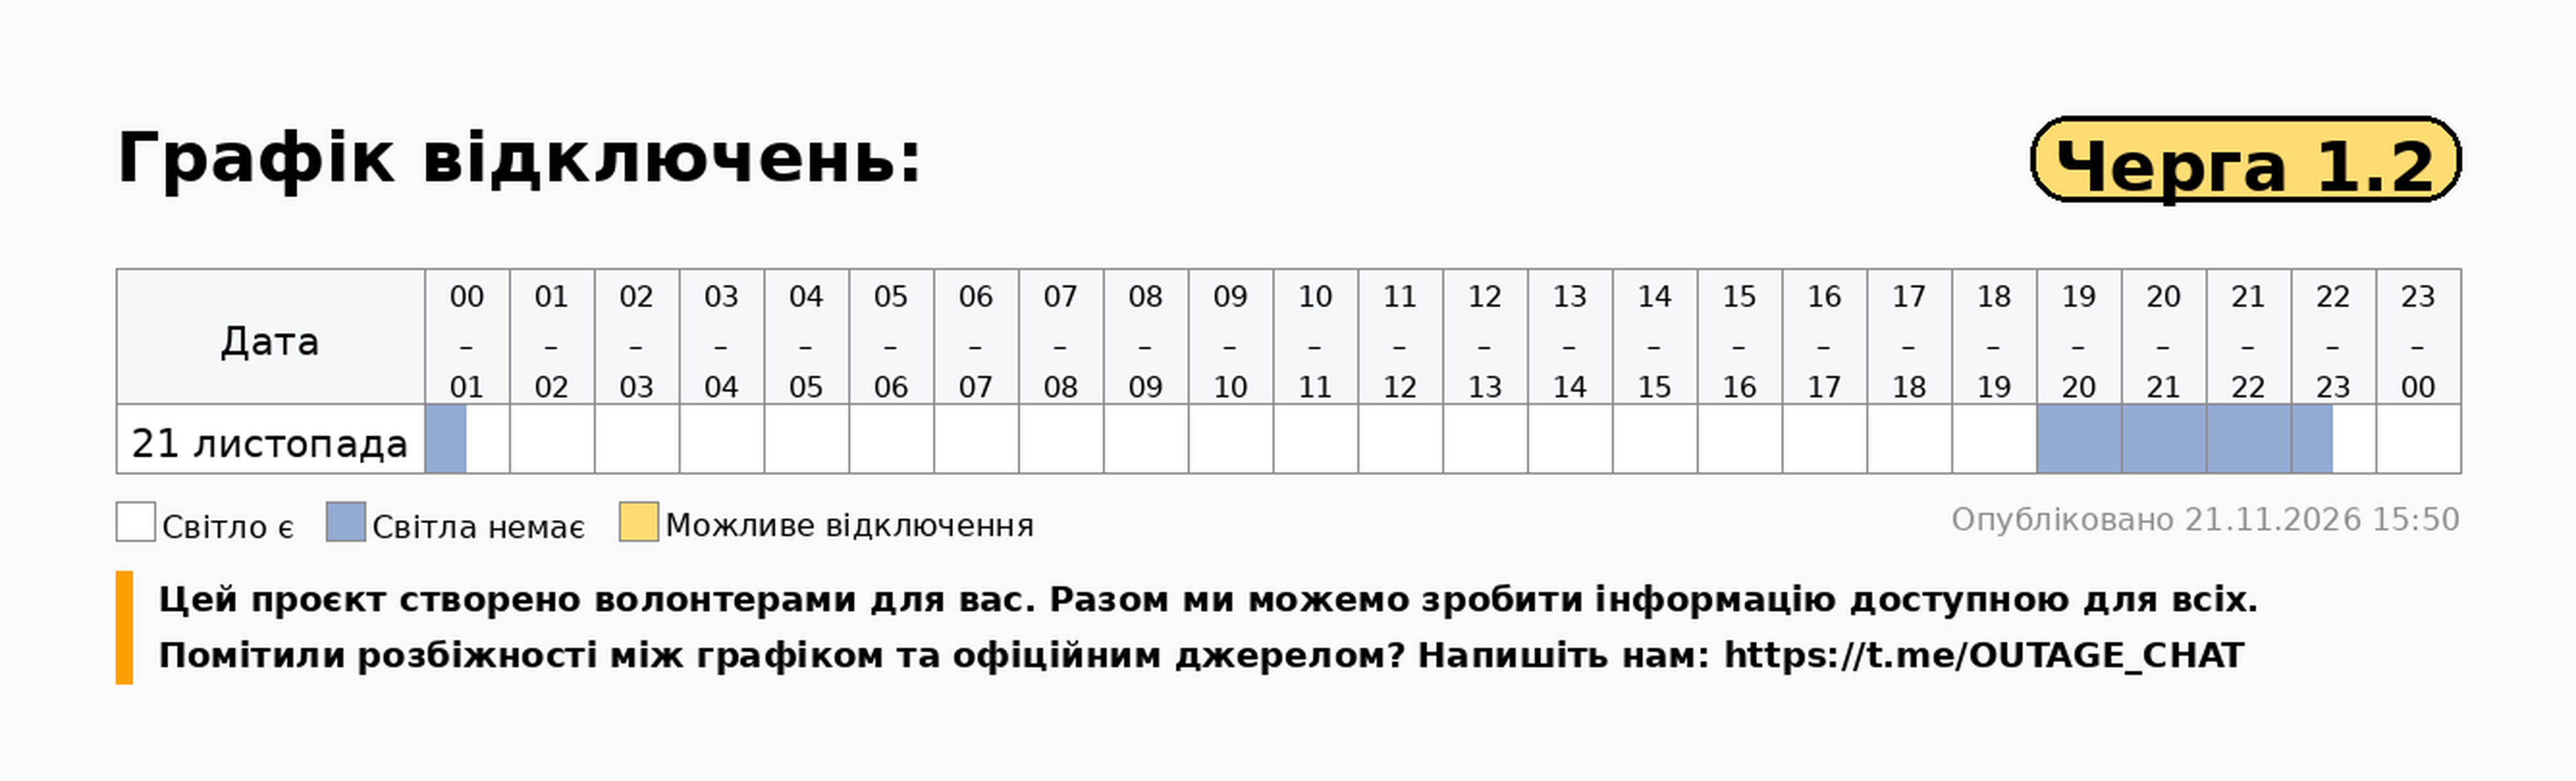 Графік відключень:
Черга 1.2
Дата
00 – 01
01 – 02
02 – 03
03 – 04
04 – 05
05 – 06
06 – 07
07 – 08
08 – 09
09 – 10
10 – 11
11 – 12
12 – 13
13 – 14
14 – 15
15 – 16
16 – 17
17 – 18
18 – 19
19 – 20
20 – 21
21 – 22
22 – 23
23 – 00
21 листопада
Світло є
Світла немає
Можливе відключення
Опубліковано 21.11.2026 15:50
Цей проєкт створено волонтерами для вас. Разом ми можемо зробити інформацію доступною для всіх.
Помітили розбіжності між графіком та офіційним джерелом? Напишіть нам: https://t.me/OUTAGE_CHAT